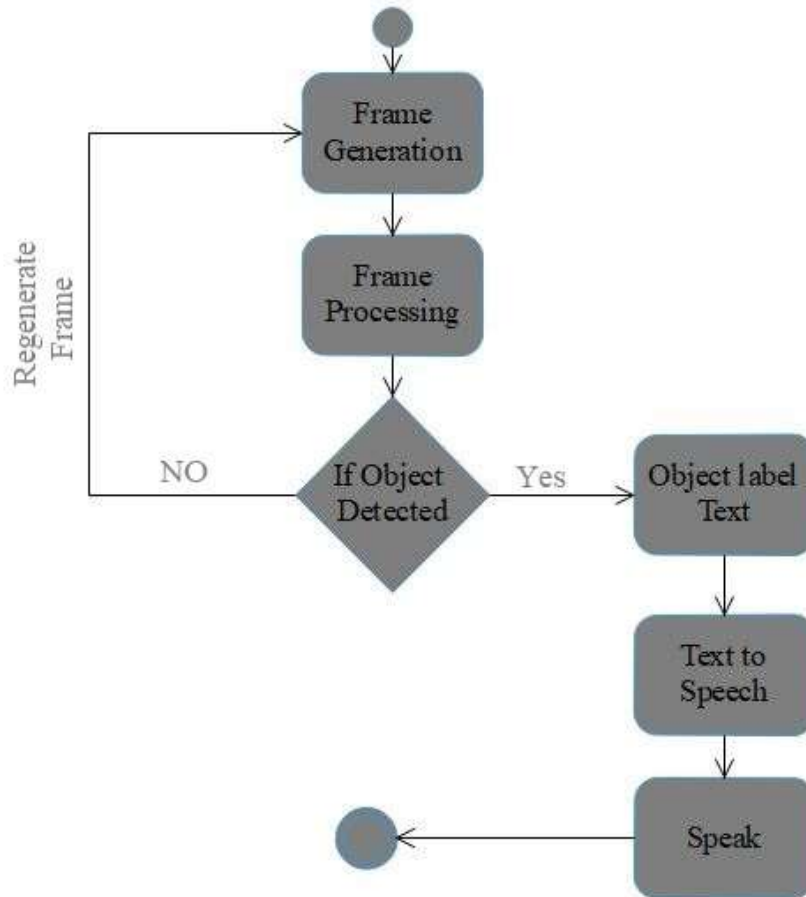 Frame
Generation
Frame
Processing
Regenerate
Frame
NO
If Object
Detected
Yes
Object label
Text
Text to
Speech
Speak